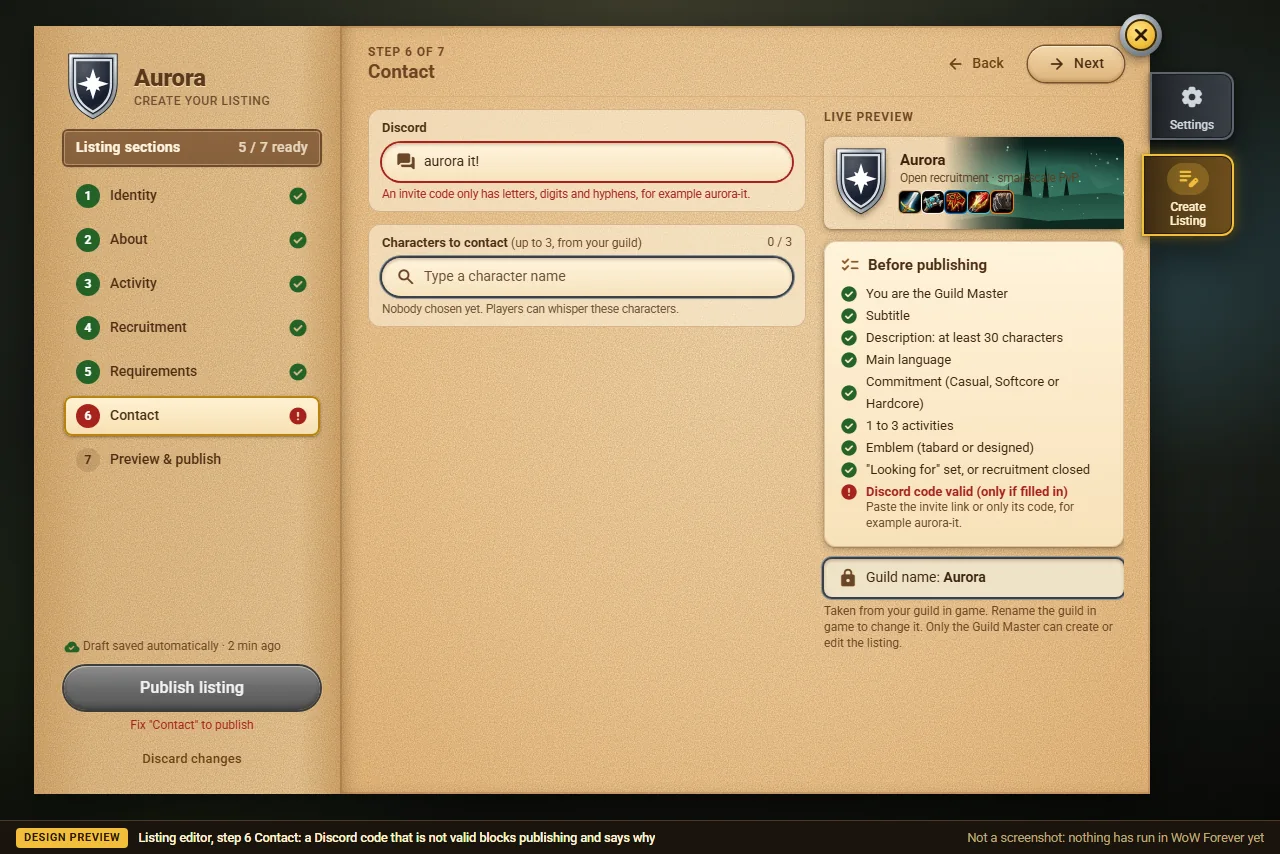 Aurora
CREATE YOUR LISTING
Listing sections 5 / 7 ready
1 Identity
2 About
3 Activity
4 Recruitment
5 Requirements
6 Contact
7 Preview & publish
Draft saved automatically · 2 min ago
Publish listing
Fix "Contact" to publish
Discard changes
STEP 6 OF 7
Contact
Back
Next
Discord
aurora it!
An invite code only has letters, digits and hyphens, for example aurora-it.
Characters to contact (up to 3, from your guild) 0 / 3
Type a character name
Nobody chosen yet. Players can whisper these characters.
LIVE PREVIEW
Aurora
Open recruitment · small-scale PvP
Before publishing
You are the Guild Master
Subtitle
Description: at least 30 characters
Main language
Commitment (Casual, Softcore or
Hardcore)
1 to 3 activities
Emblem (tabard or designed)
"Looking for" set, or recruitment closed
Discord code valid (only if filled in)
Paste the invite link or only its code, for
example aurora-it.
Guild name: Aurora
Taken from your guild in game. Rename the guild in
game to change it. Only the Guild Master can create or
edit the listing.
Settings
Create
Listing
DESIGN PREVIEW
Listing editor, step 6 Contact: a Discord code that is not valid blocks publishing and says why
Not a screenshot: nothing has run in WoW Forever yet